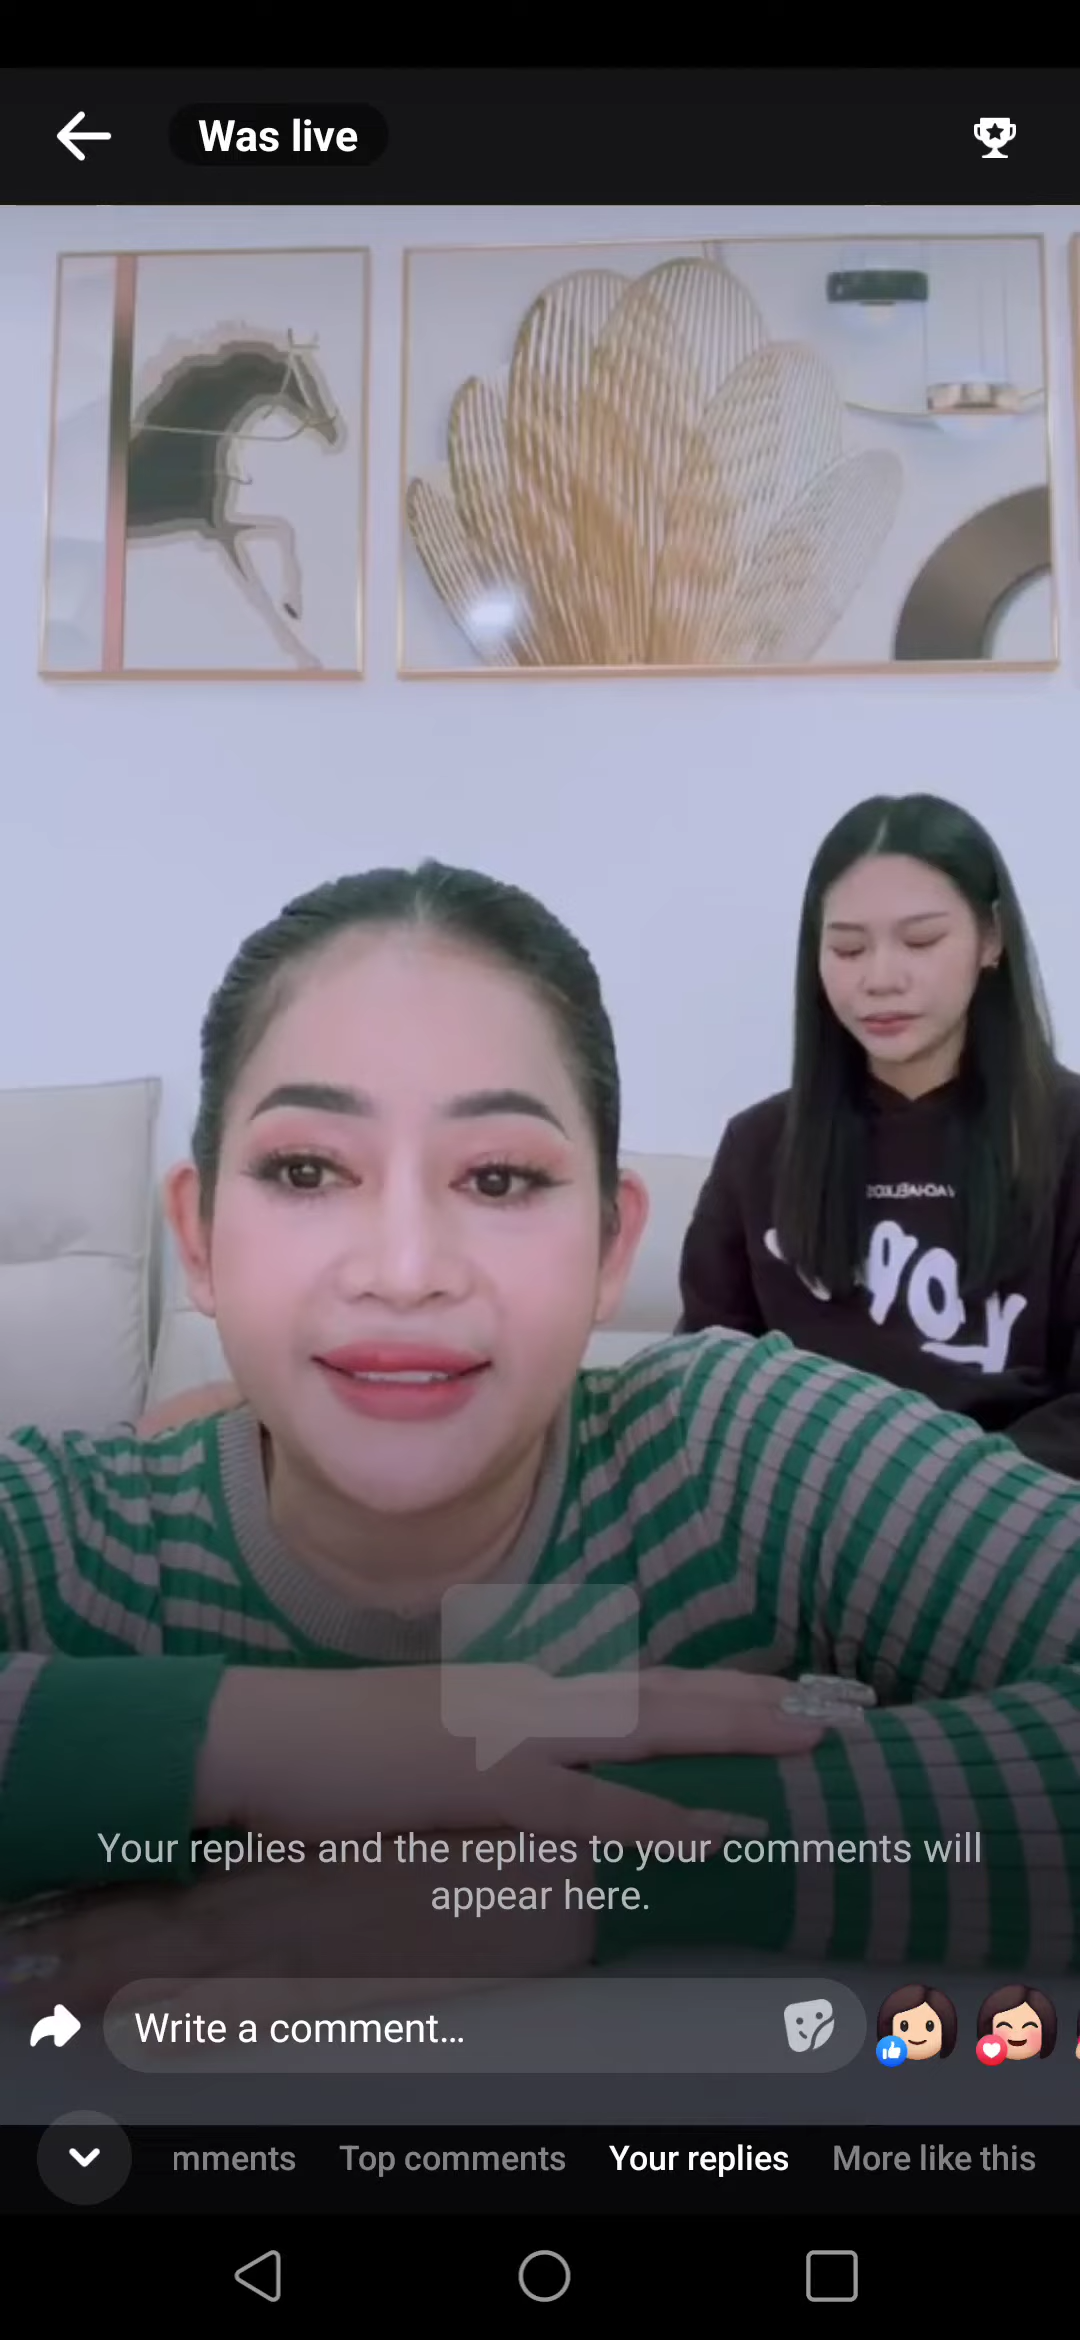 Was live
Your replies and the replies to your comments will
appear here.
Write a comment...
mments
Top comments
Your replies
More like this